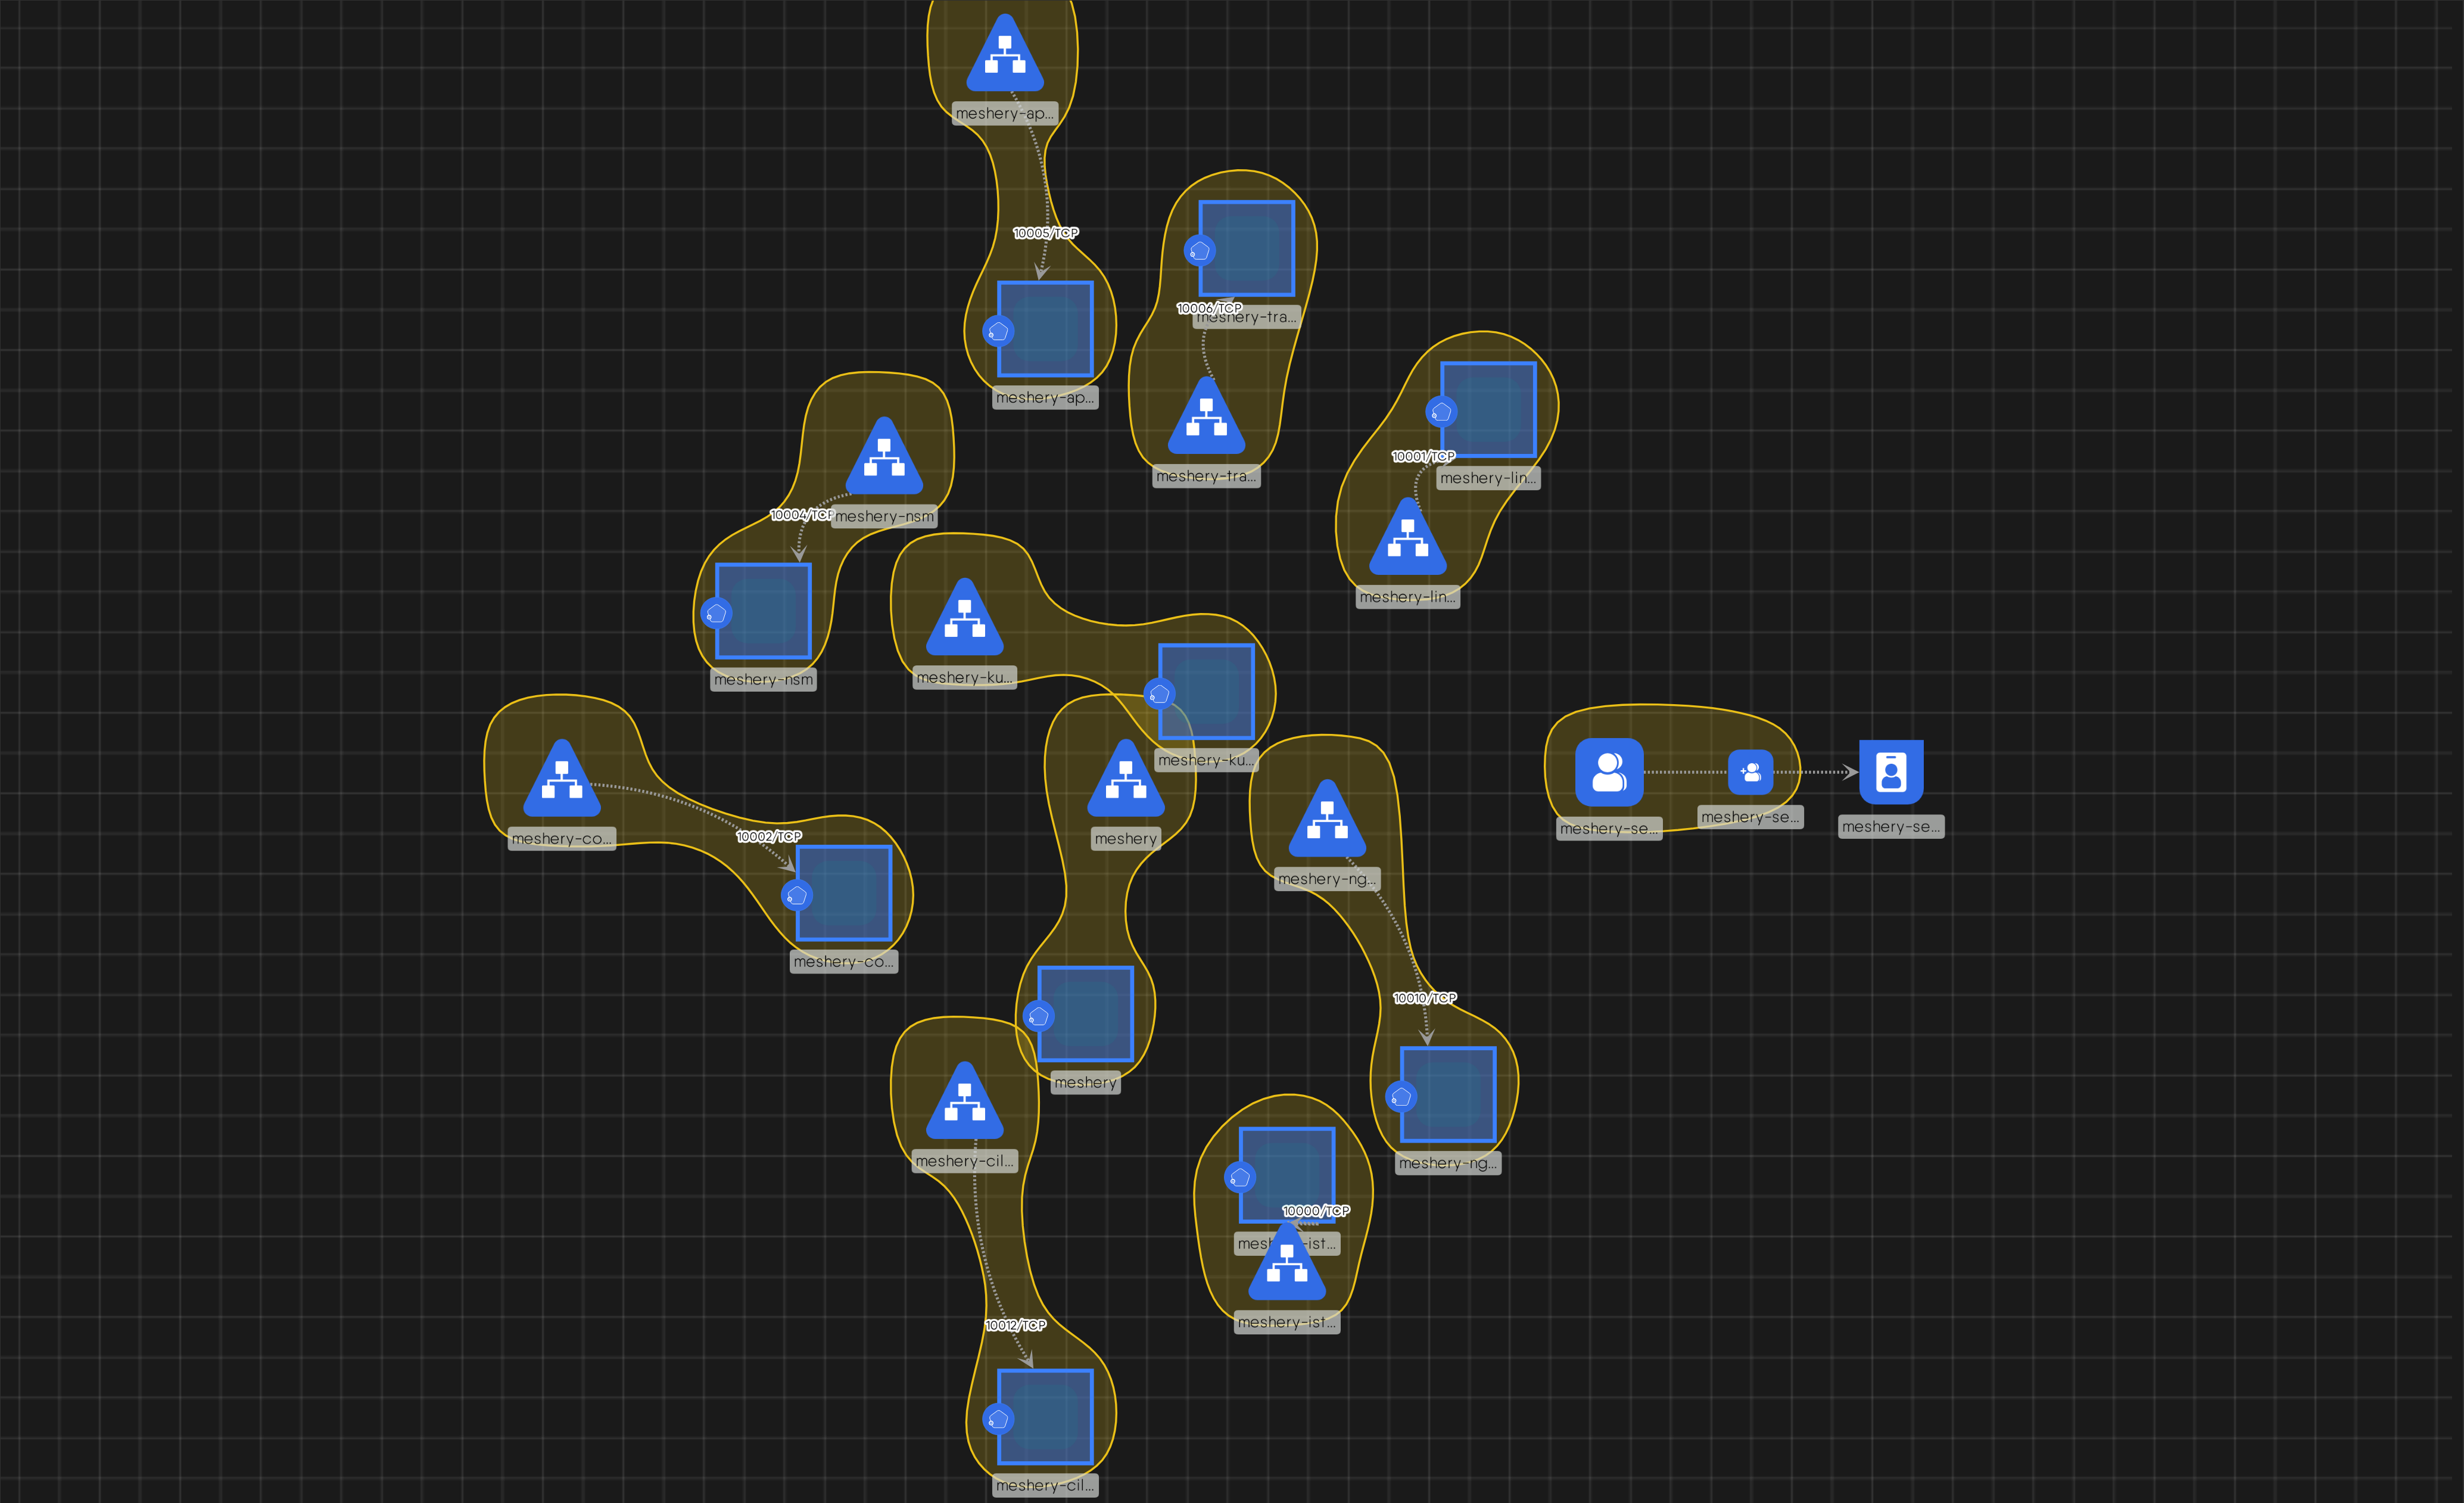 meshery-ap...
10005/TCP
meshery-ap...
10006/TCP
meshery-tra...
meshery-tra...
10001/TCP
meshery-lin...
meshery-lin...
10004/TCP
meshery-nsm
meshery-nsm
meshery-ku...
meshery-ku...
meshery-co...
10002/TCP
meshery-co...
meshery
meshery
meshery-ng...
10010/TCP
meshery-ng...
meshery-se...
meshery-se...
meshery-se...
meshery-cil...
10012/TCP
meshery-cil...
10000/TCP
meshery-ist...